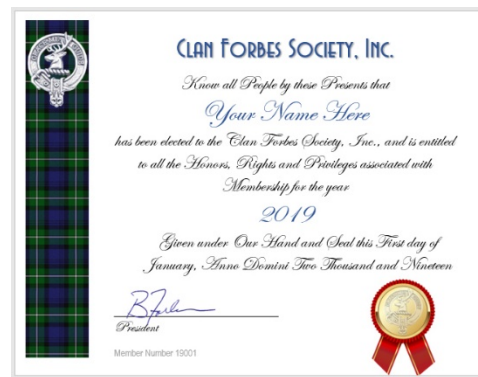 CLAN FORBES SOCIETY, INC.
Know all People by these Presents that
Your Name Here
has been elected to the Clan Forbes Society, Inc., and is entitled
to all the Honors, Rights and Privileges associated with
Membership for the year
2019
Given under Our Hand and Seal this First day of
January, Anno Domini Two Thousand and Nineteen
President
Member Number 19001